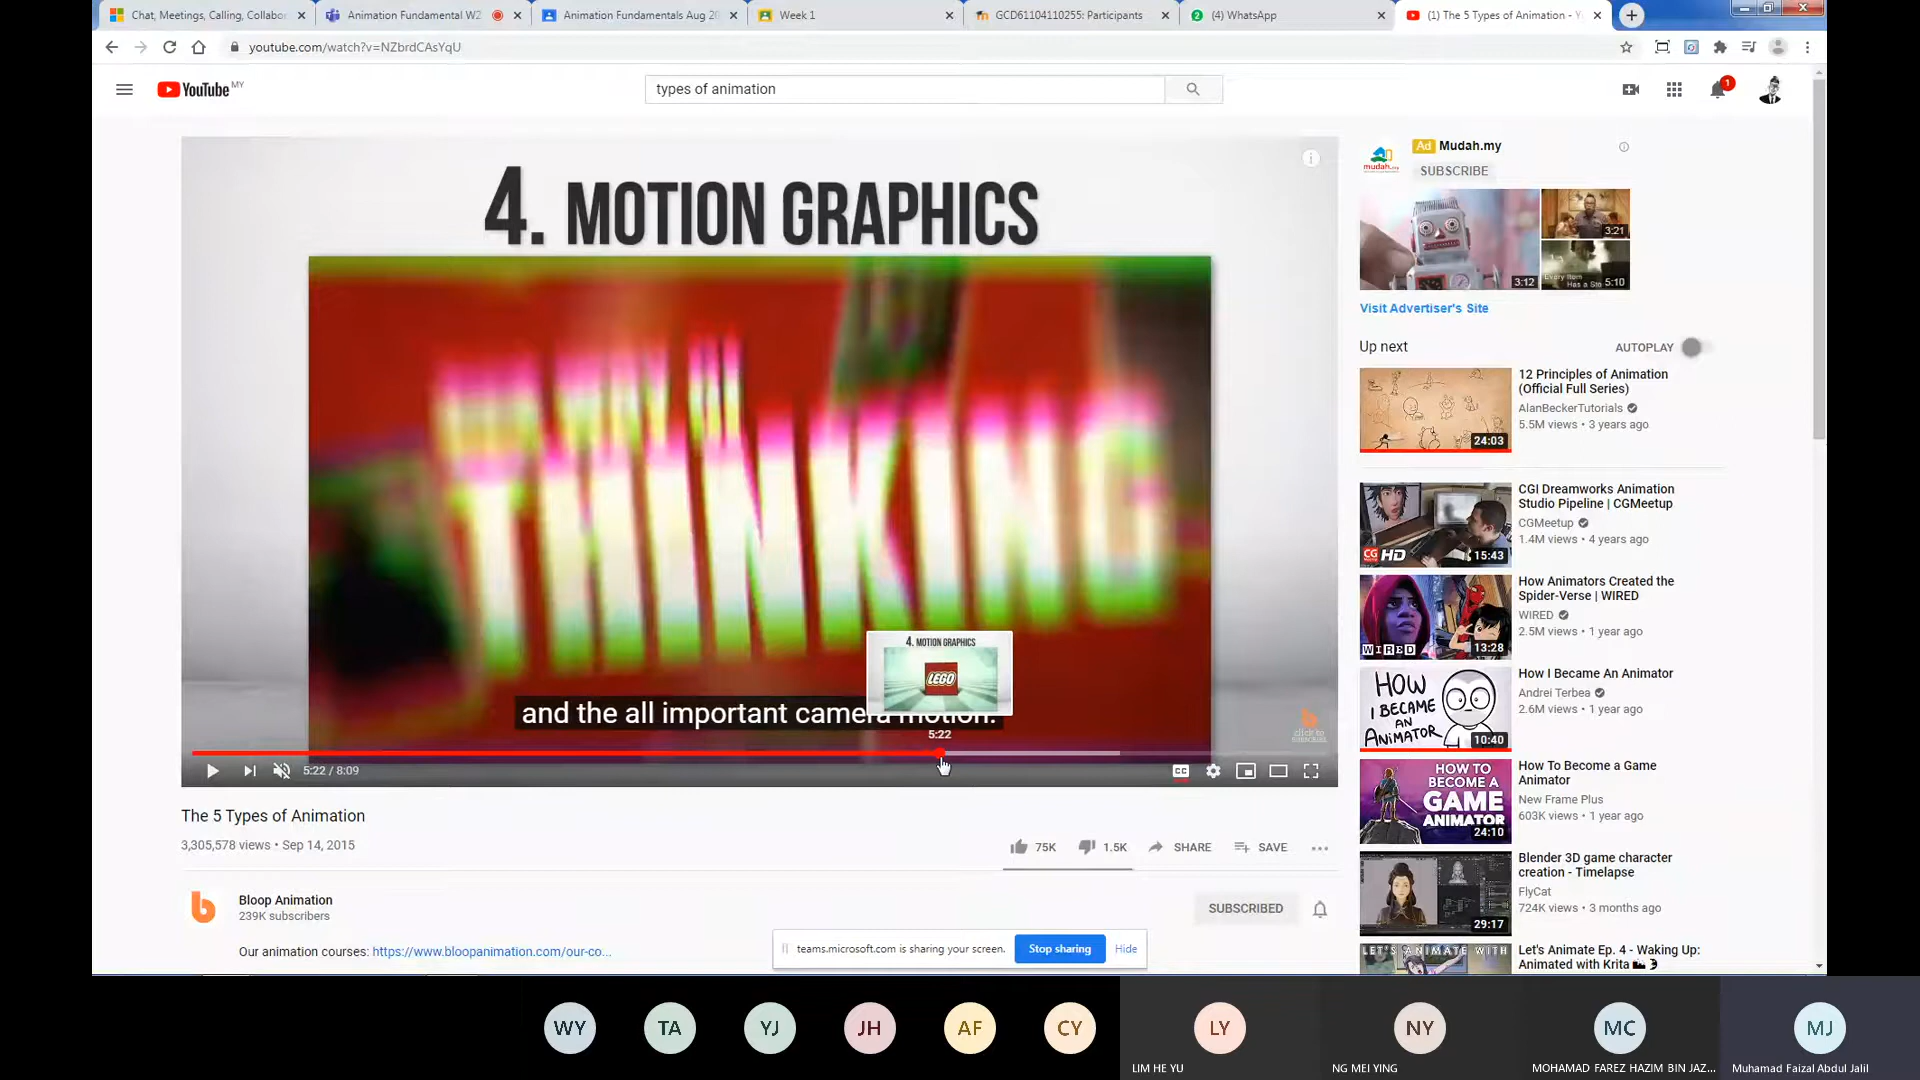 Chat, Meetings, Calling, Collabor
Animation Fundamental W2
Animation Fundamentals Aug 20
Week 1
GCD61104110255: Participants
(4) WhatsApp
(1) The 5 Types of Animation - Y
youtube.com/watch?v=NZbrdCAsYqU
YouTube MY
types of animation
1
4. MOTION GRAPHICS
THINKING
4. MOTION GRAPHICS
LEGO
and the all important camera motion.
5:22
5:22 / 8:09
CC
The 5 Types of Animation
3,305,578 views • Sep 14, 2015
75K
1.5K
SHARE
SAVE
Bloop Animation
239K subscribers
SUBSCRIBED
Our animation courses: https://www.bloopanimation.com/our-co...
teams.microsoft.com is sharing your screen.
Stop sharing
Hide
Ad Mudah.my
SUBSCRIBE
mudah.my
3:12
3:21
Every Item
Has a Sto
5:10
Visit Advertiser's Site
Up next
AUTOPLAY
12 Principles of Animation
(Official Full Series)
AlanBeckerTutorials
5.5M views • 3 years ago
24:03
CGI Dreamworks Animation
Studio Pipeline | CGMeetup
CGMeetup
1.4M views • 4 years ago
CG HD
15:43
How Animators Created the
Spider-Verse | WIRED
WIRED
2.5M views • 1 year ago
WIRED
13:28
How I Became An Animator
Andrei Terbea
2.6M views • 1 year ago
HOW
I BECAME
AN
ANIMATOR
10:40
How To Become a Game
Animator
New Frame Plus
603K views • 1 year ago
HOW TO
BECOME A
GAME
ANIMATOR
24:10
Blender 3D game character
creation - Timelapse
FlyCat
724K views • 3 months ago
29:17
Let's Animate Ep. 4 - Waking Up:
Animated with Krita
LET'S ANIMATE WITH
WY
TA
YJ
JH
AF
CY
LY
LIM HE YU
NY
NG MEI YING
MC
MOHAMAD FAREZ HAZIM BIN JAZ...
MJ
Muhamad Faizal Abdul Jalil